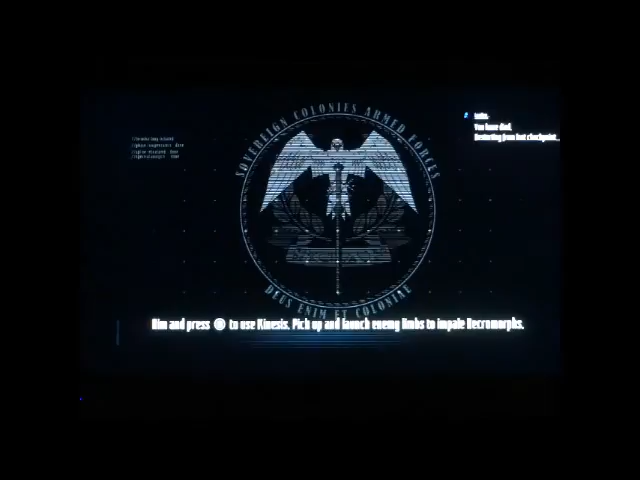 SOVEREIGN COLONIES ARMED FORCES
You have died.
Restarting from last checkpoint...
DEUS ENIM ET COLONIAE
Aim and press to use Kinesis. Pick up and launch enemy limbs to impale Necromorphs.